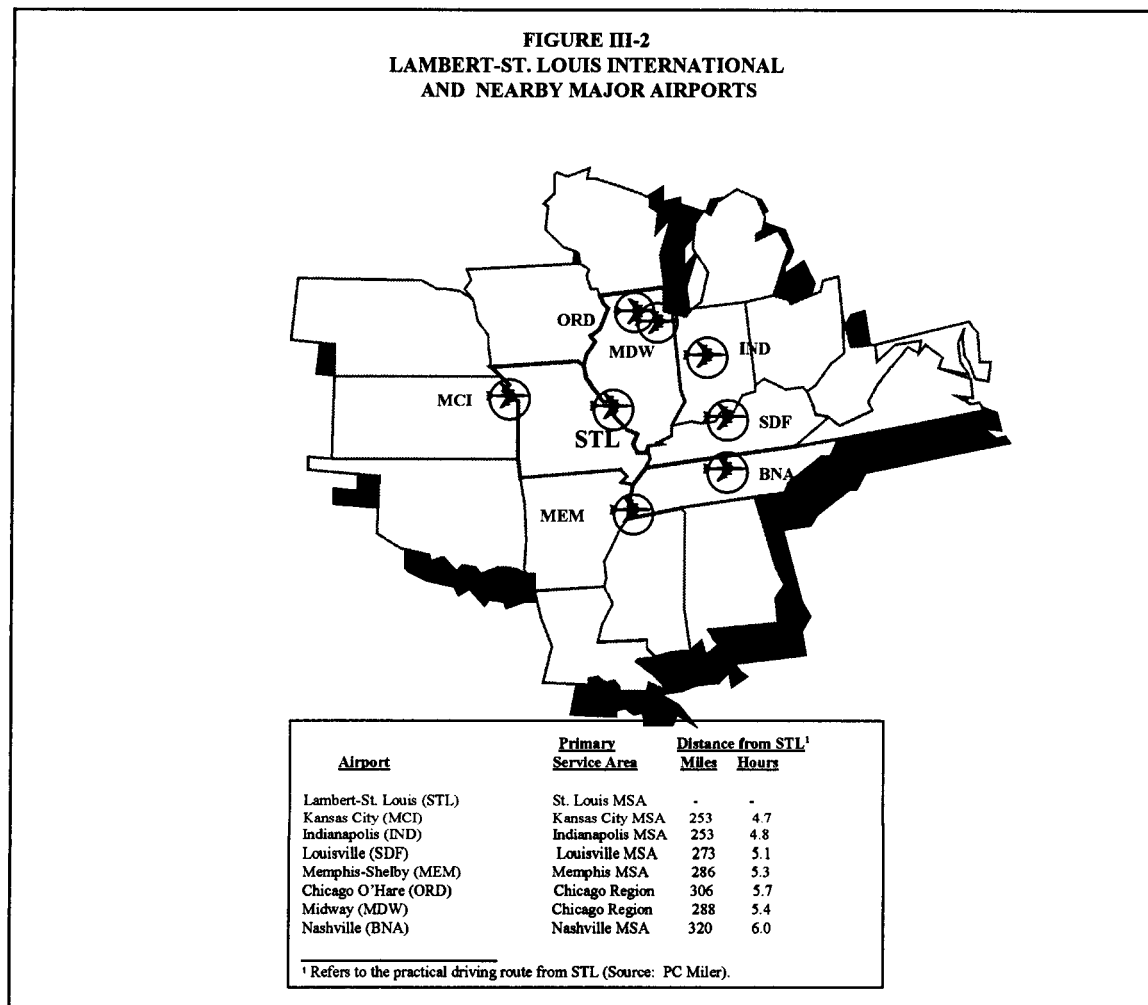 FIGURE III-2
LAMBERT-ST. LOUIS INTERNATIONAL
AND NEARBY MAJOR AIRPORTS
ORD
MDW
IND
MCI
STL
SDF
BNA
MEM
Primary Distance from STL¹
Airport Service Area Miles Hours
Lambert-St. Louis (STL) St. Louis MSA - -
Kansas City (MCI) Kansas City MSA 253 4.7
Indianapolis (IND) Indianapolis MSA 253 4.8
Louisville (SDF) Louisville MSA 273 5.1
Memphis-Shelby (MEM) Memphis MSA 286 5.3
Chicago O'Hare (ORD) Chicago Region 306 5.7
Midway (MDW) Chicago Region 288 5.4
Nashville (BNA) Nashville MSA 320 6.0
¹ Refers to the practical driving route from STL (Source: PC Miler).